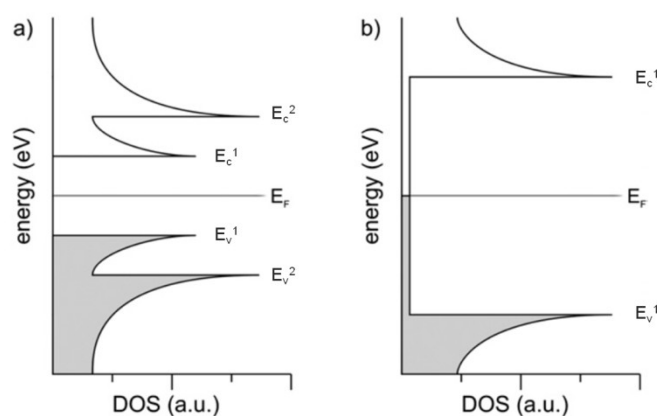 a)
E_c^2
E_c^1
E_F
E_v^1
E_v^2
energy (eV)
DOS (a.u.)
b)
E_c^1
E_F
E_v^1
energy (eV)
DOS (a.u.)